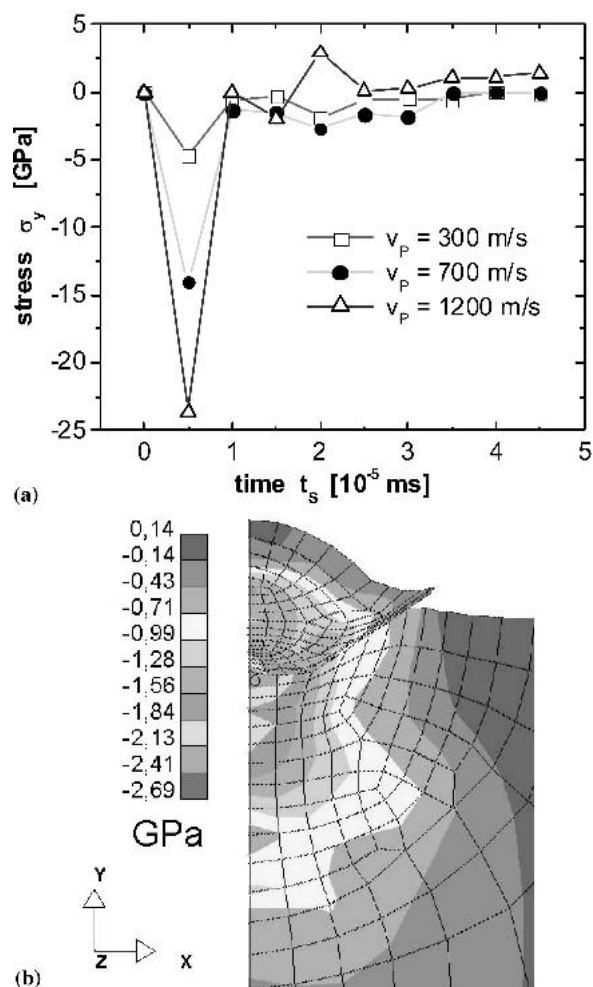 5
0
-5
-10
-15
-20
-25
stress σy [GPa]
vP = 300 m/s
vP = 700 m/s
vP = 1200 m/s
0 1 2 3 4 5
time ts [10-5 ms]
(a)
0,14
-0,14
-0,43
-0,71
-0,99
-1,28
-1,56
-1,84
-2,13
-2,41
-2,69
GPa
Y
Z X
(b)